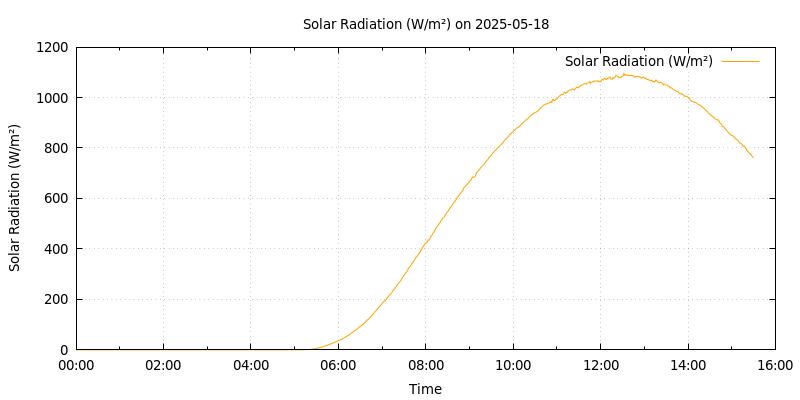 Solar Radiation (W/m²) on 2025-05-18
Solar Radiation (W/m²)
Solar Radiation (W/m²)
1200
1000
800
600
400
200
0
00:00 02:00 04:00 06:00 08:00 10:00 12:00 14:00 16:00
Time